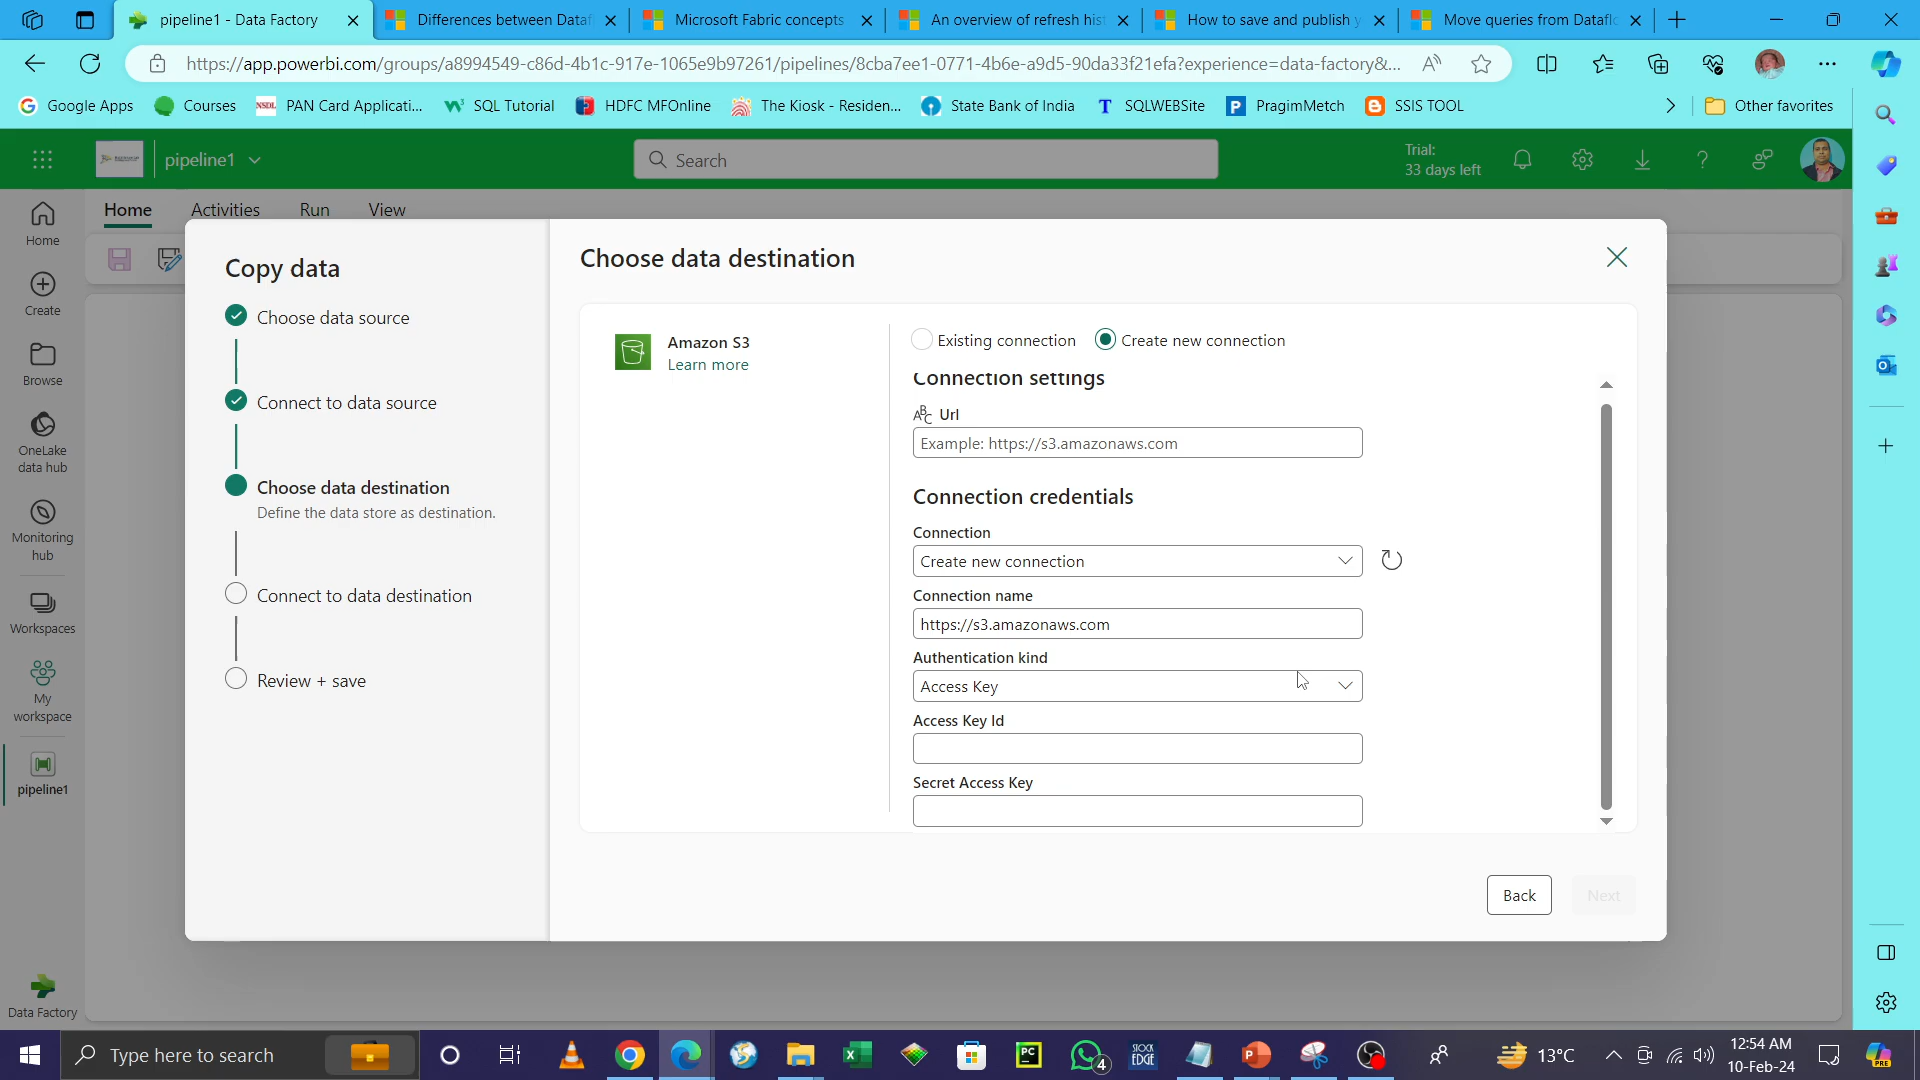 pipeline1 - Data Factory
Differences between Datafl
Microsoft Fabric concepts
An overview of refresh his
How to save and publish y
Move queries from Dataflo
https://app.powerbi.com/groups/a8994549-c86d-4b1c-917e-1065e9b97261/pipelines/8cba7ee1-0771-4b6e-a9d5-90da33f21efa?experience=data-factory&...
Google Apps
Courses
PAN Card Applicati...
SQL Tutorial
HDFC MFOnline
The Kiosk - Residen...
State Bank of India
SQLWEBSite
PragimMetch
SSIS TOOL
Other favorites
pipeline1
Search
Trial:
33 days left
Home
Activities
Run
View
Home
Create
Browse
OneLake
data hub
Monitoring
hub
Workspaces
My
workspace
pipeline1
Data Factory
Copy data
Choose data source
Connect to data source
Choose data destination
Define the data store as destination.
Connect to data destination
Review + save
Choose data destination
Amazon S3
Learn more
Existing connection
Create new connection
Connection settings
ABC Url
Example: https://s3.amazonaws.com
Connection credentials
Connection
Create new connection
Connection name
https://s3.amazonaws.com
Authentication kind
Access Key
Access Key Id
Secret Access Key
Back
Next
Type here to search
PC
4
STOCK
EDGE
13°C
12:54 AM
10-Feb-24
PRE